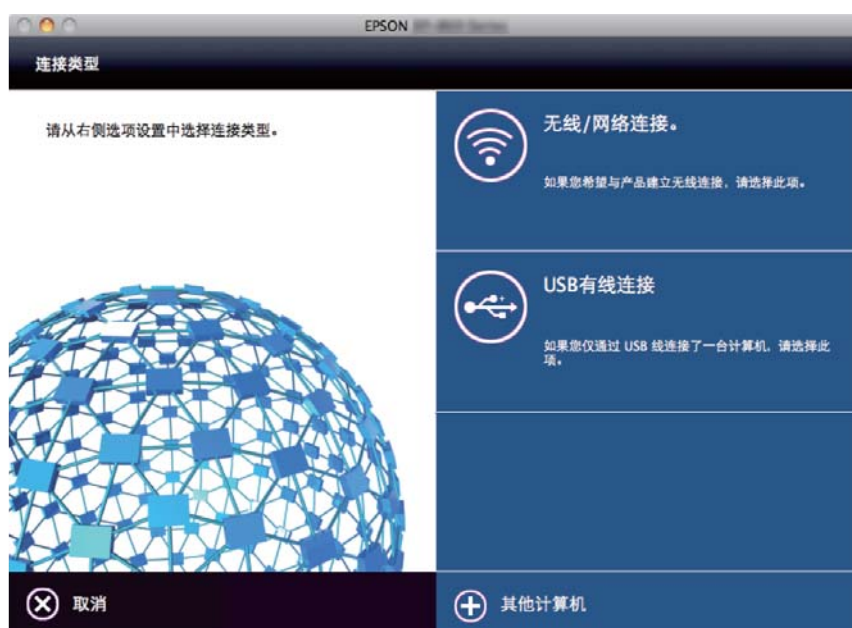 EPSON
连接类型
请从右侧选项设置中选择连接类型。
无线/网络连接。
如果您希望与产品建立无线连接，请选择此项。
USB有线连接
如果您仅通过 USB 线连接了一台计算机，请选择此
项。
取消
其他计算机